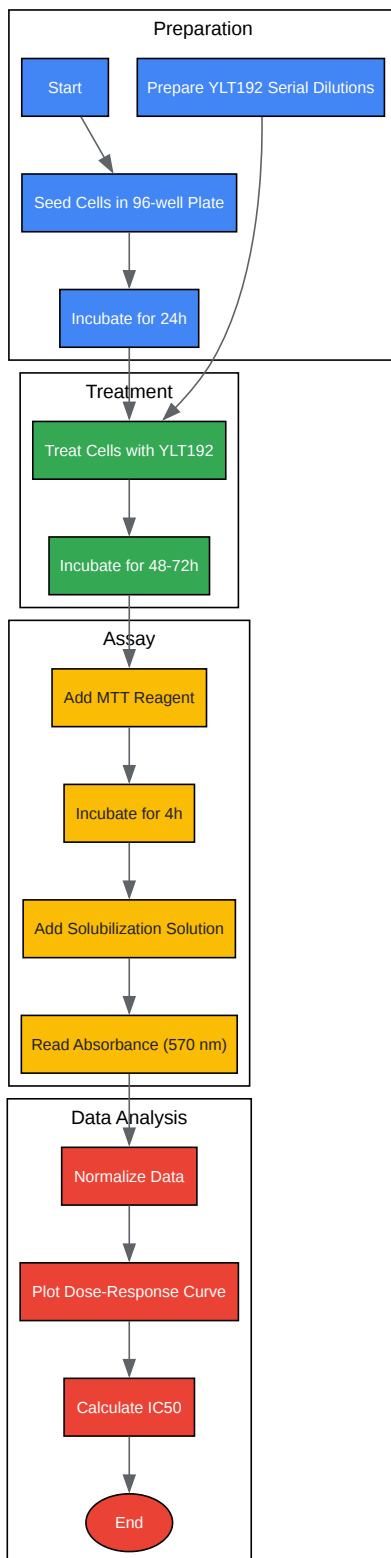 Preparation
Start
Prepare YLT192 Serial Dilutions
Seed Cells in 96-well Plate
Incubate for 24h
Treatment
Treat Cells with YLT192
Incubate for 48-72h
Assay
Add MTT Reagent
Incubate for 4h
Add Solubilization Solution
Read Absorbance (570 nm)
Data Analysis
Normalize Data
Plot Dose-Response Curve
Calculate IC50
End